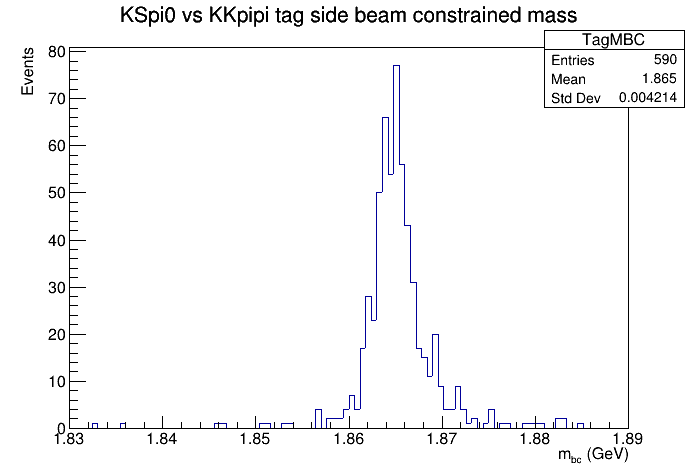 KSpi0 vs KKpipi tag side beam constrained mass
TagMBC
Entries 590
Mean 1.865
Std Dev 0.004214
Events
80
70
60
50
40
30
20
10
0
1.83 1.84 1.85 1.86 1.87 1.88 1.89
m_bc (GeV)